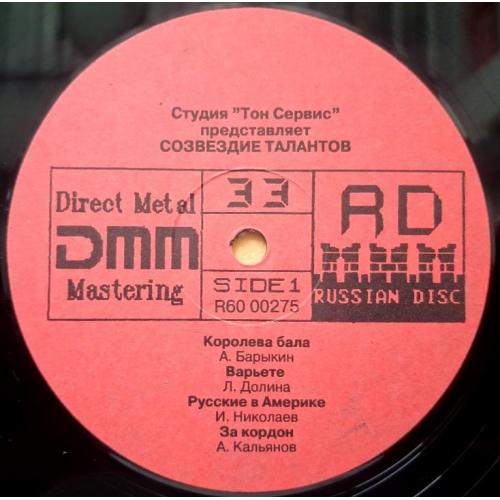 Студия "Тон Сервис"
представляет
СОЗВЕЗДИЕ ТАЛАНТОВ
Direct Metal
DMM
Mastering
33
SIDE 1
R60 00275
RD
RUSSIAN DISC
Королева бала
А. Барыкин
Варьете
Л. Долина
Русские в Америке
И. Николаев
За кордон
А. Кальянов